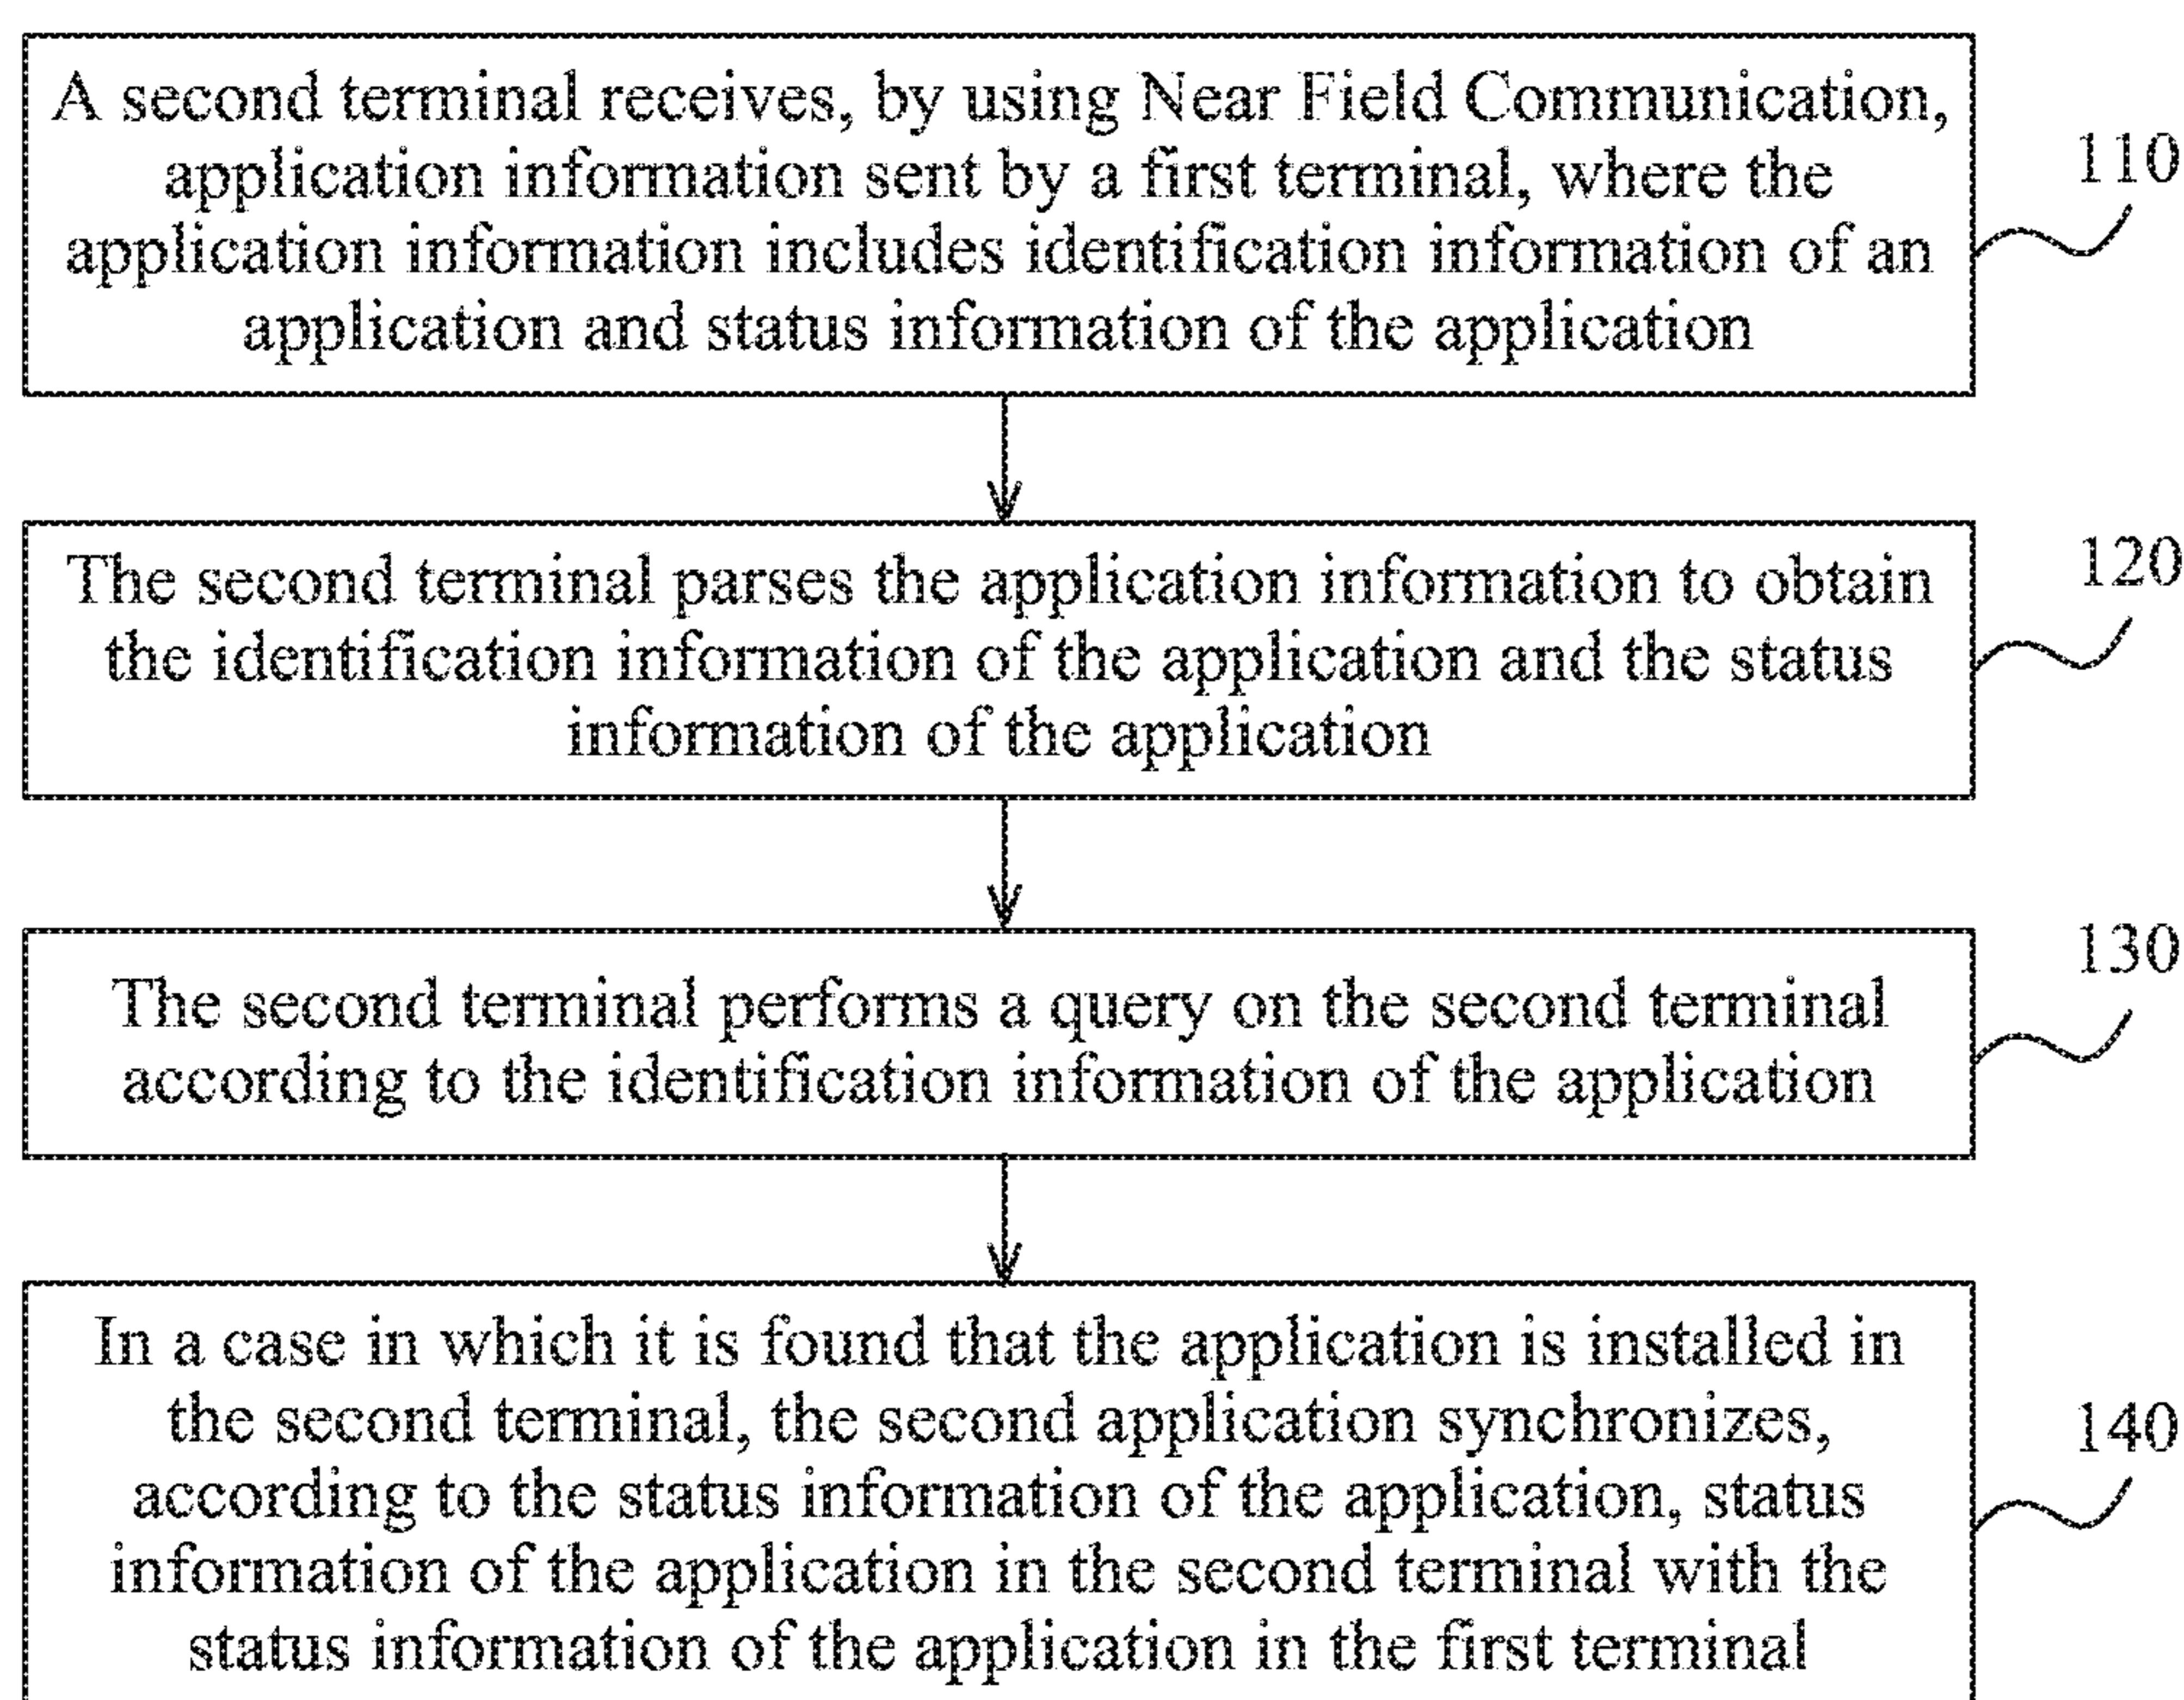 A second terminal receives, by using Near Field Communication,
application information sent by a first terminal, where the
application information includes identification information of an
application and status information of the application
110
The second terminal parses the application information to obtain
the identification information of the application and the status
information of the application
120
The second terminal performs a query on the second terminal
according to the identification information of the application
130
In a case in which it is found that the application is installed in
the second terminal, the second application synchronizes,
according to the status information of the application, status
information of the application in the second terminal with the
status information of the application in the first terminal
140